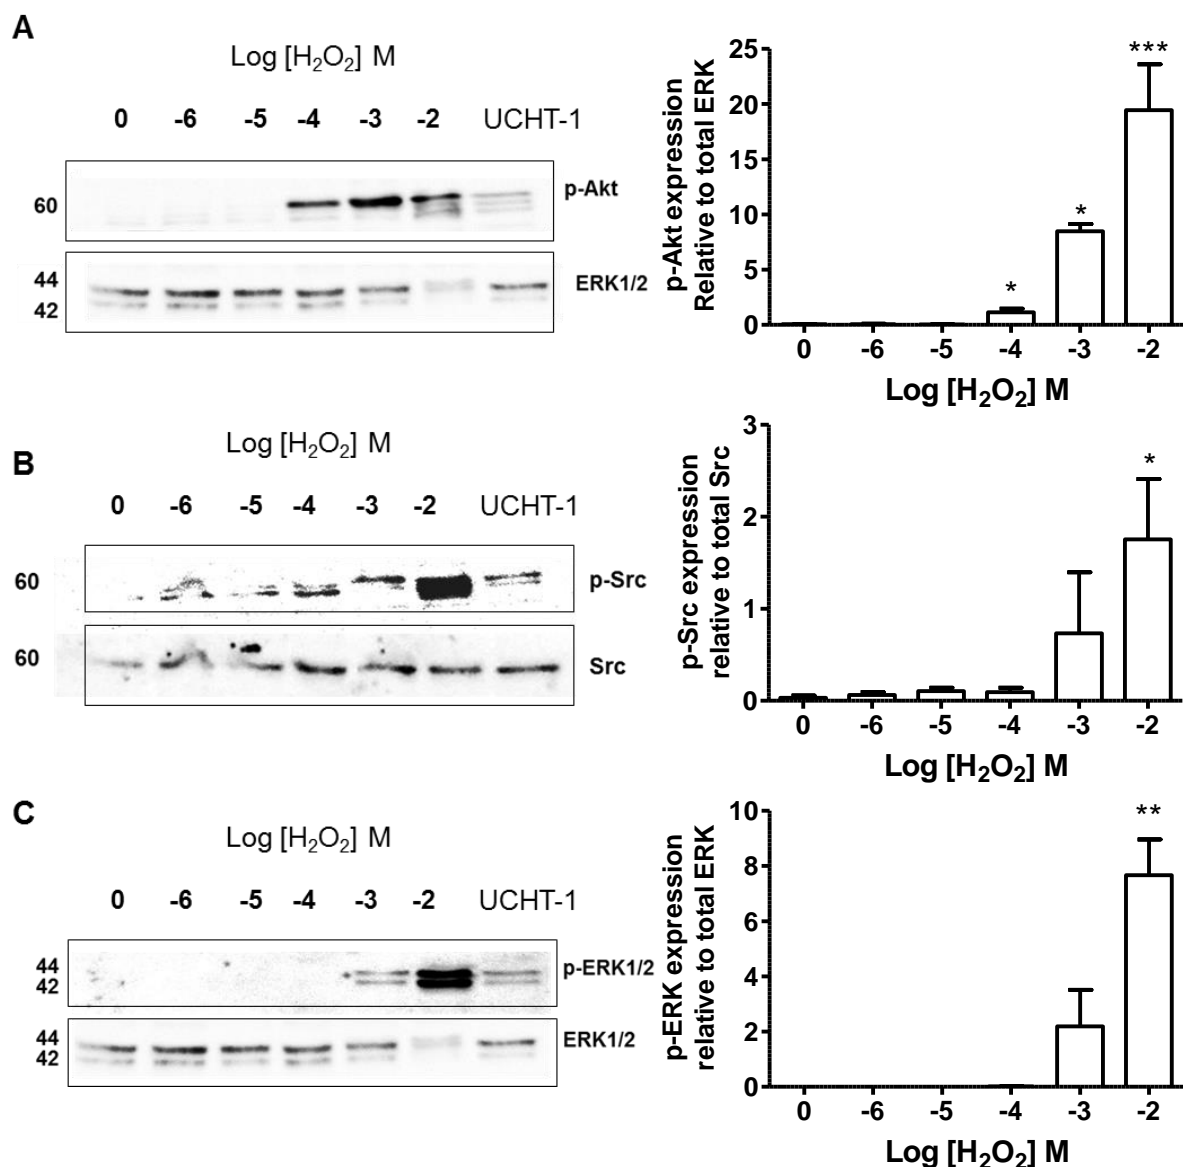 A
Log [H₂O₂] M
0 -6 -5 -4 -3 -2 UCHT-1
60
p-Akt
44
42
ERK1/2
p-Akt expression
Relative to total ERK
25
20
15
10
5
0
*
*
***
0 -6 -5 -4 -3 -2
Log [H₂O₂] M
B
Log [H₂O₂] M
0 -6 -5 -4 -3 -2 UCHT-1
60
p-Src
60
Src
p-Src expression
relative to total Src
3
2
1
0
*
0 -6 -5 -4 -3 -2
Log [H₂O₂] M
C
Log [H₂O₂] M
0 -6 -5 -4 -3 -2 UCHT-1
44
42
p-ERK1/2
44
42
ERK1/2
p-ERK expression
relative to total ERK
10
8
6
4
2
0
**
0 -6 -5 -4 -3 -2
Log [H₂O₂] M